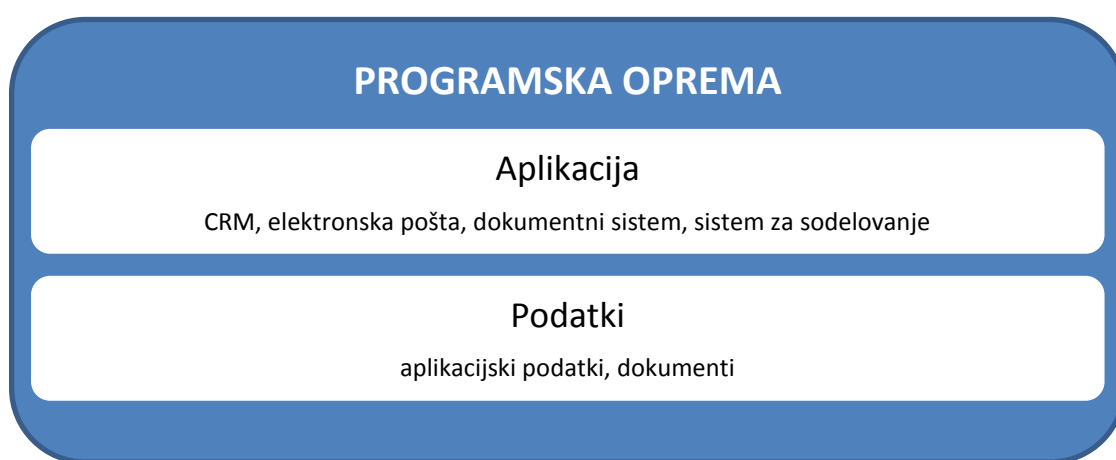 PROGRAMSKA OPREMA
Aplikacija
CRM, elektronska pošta, dokumentni sistem, sistem za sodelovanje
Podatki
aplikacijski podatki, dokumenti